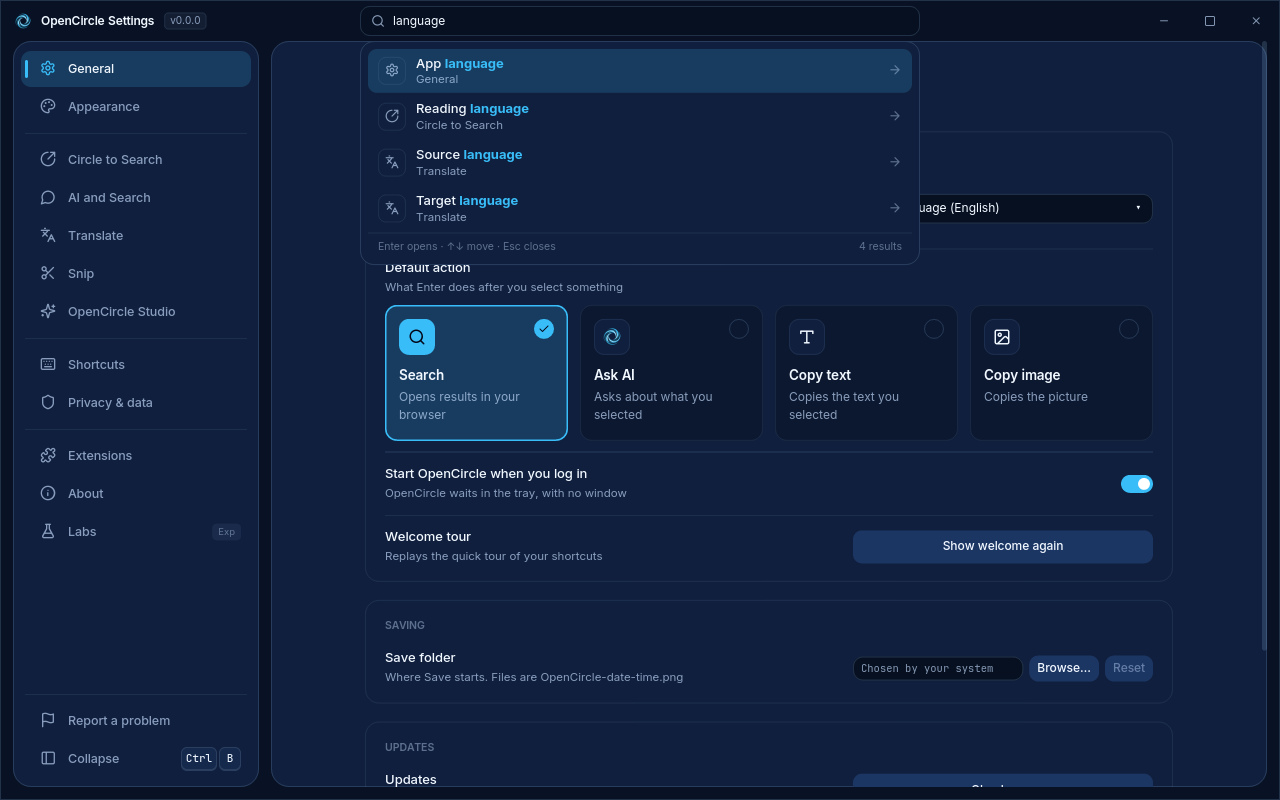 OpenCircle Settings v0.0.0
language
General
Appearance
Circle to Search
AI and Search
Translate
Snip
OpenCircle Studio
Shortcuts
Privacy & data
Extensions
About
Labs Exp
Report a problem
Collapse Ctrl B
App language
General
Reading language
Circle to Search
Source language
Translate
Target language
Translate
Enter opens · ↑↓ move · Esc closes 4 results
(English)
Default action
What Enter does after you select something
Search
Opens results in your
browser
Ask AI
Asks about what you
selected
Copy text
Copies the text you
selected
Copy image
Copies the picture
Start OpenCircle when you log in
OpenCircle waits in the tray, with no window
Welcome tour
Replays the quick tour of your shortcuts
Show welcome again
SAVING
Save folder
Where Save starts. Files are OpenCircle-date-time.png
Chosen by your system Browse... Reset
UPDATES
Updates